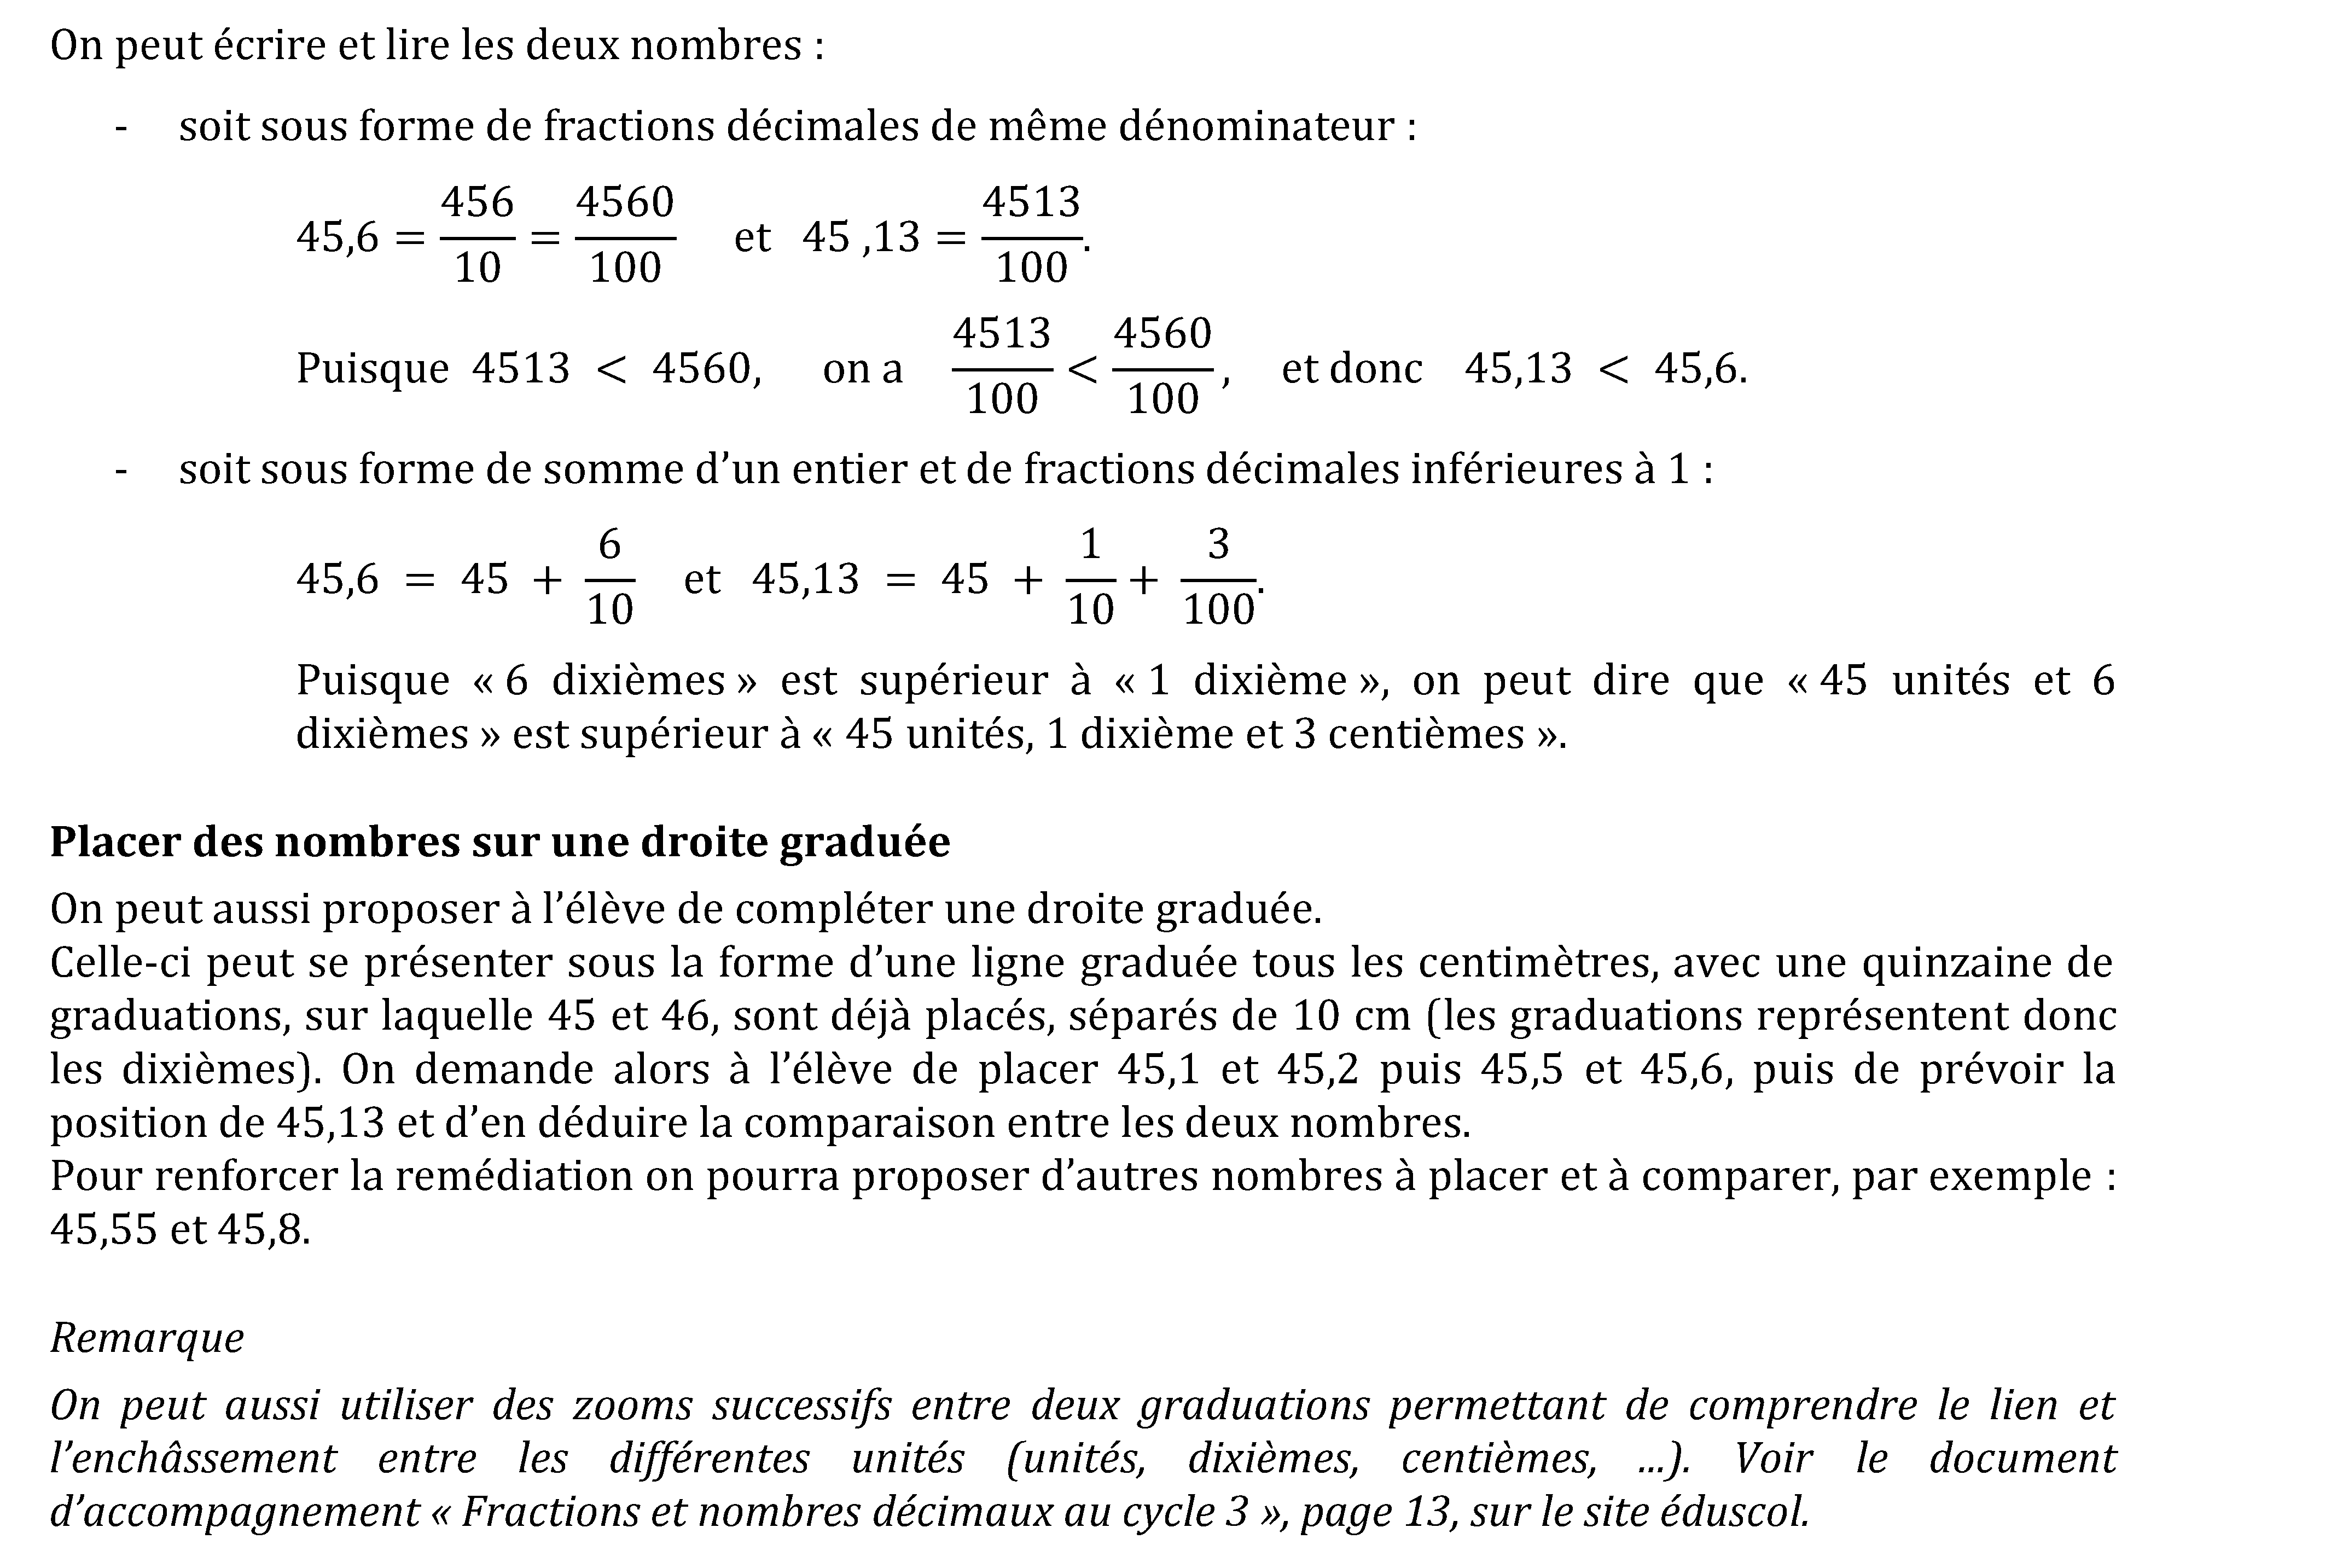 On peut écrire et lire les deux nombres :
- soit sous forme de fractions décimales de même dénominateur :
45,6 = 456/10 = 4560/100 et 45 ,13 = 4513/100.
Puisque 4513 < 4560, on a 4513/100 < 4560/100, et donc 45,13 < 45,6.
- soit sous forme de somme d’un entier et de fractions décimales inférieures à 1 :
45,6 = 45 + 6/10 et 45,13 = 45 + 1/10 + 3/100.
Puisque « 6 dixièmes » est supérieur à « 1 dixième », on peut dire que « 45 unités et 6
dixièmes » est supérieur à « 45 unités, 1 dixième et 3 centièmes ».
Placer des nombres sur une droite graduée
On peut aussi proposer à l’élève de compléter une droite graduée.
Celle-ci peut se présenter sous la forme d’une ligne graduée tous les centimètres, avec une quinzaine de
graduations, sur laquelle 45 et 46, sont déjà placés, séparés de 10 cm (les graduations représentent donc
les dixièmes). On demande alors à l’élève de placer 45,1 et 45,2 puis 45,5 et 45,6, puis de prévoir la
position de 45,13 et d’en déduire la comparaison entre les deux nombres.
Pour renforcer la remédiation on pourra proposer d’autres nombres à placer et à comparer, par exemple :
45,55 et 45,8.
Remarque
On peut aussi utiliser des zooms successifs entre deux graduations permettant de comprendre le lien et
l’enchâssement entre les différentes unités (unités, dixièmes, centièmes, ...). Voir le document
d’accompagnement « Fractions et nombres décimaux au cycle 3 », page 13, sur le site éduscol.